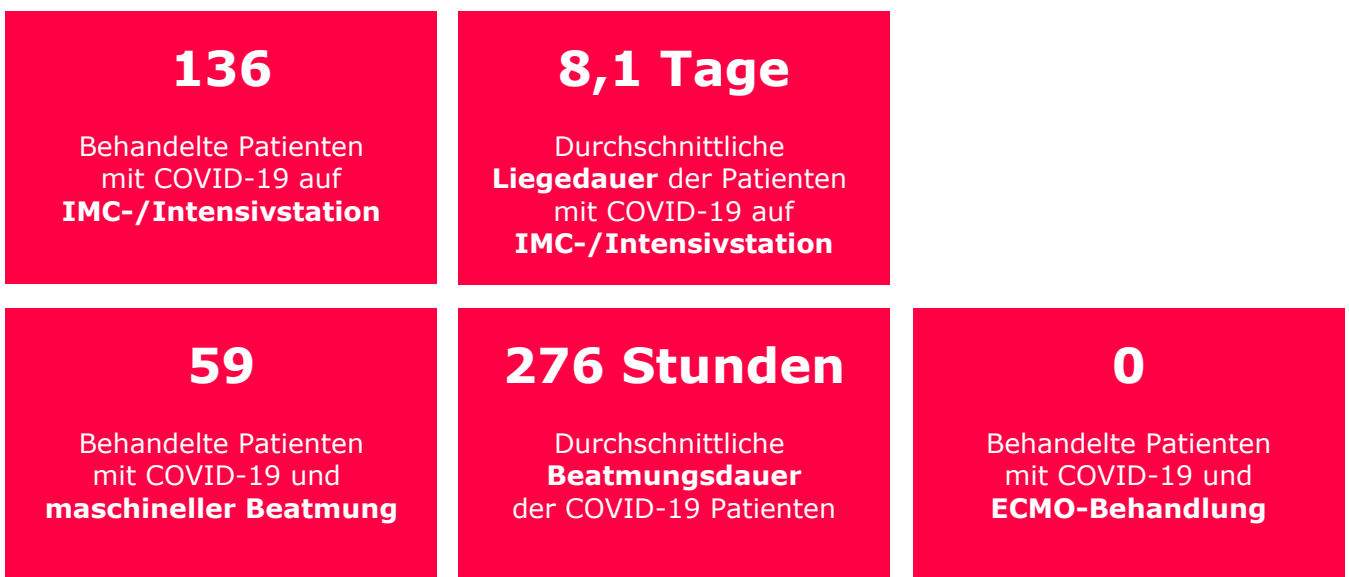 136
Behandelte Patienten
mit COVID-19 auf
IMC-/Intensivstation
8,1 Tage
Durchschnittliche
Liegedauer der Patienten
mit COVID-19 auf
IMC-/Intensivstation
59
Behandelte Patienten
mit COVID-19 und
maschineller Beatmung
276 Stunden
Durchschnittliche
Beatmungsdauer
der COVID-19 Patienten
0
Behandelte Patienten
mit COVID-19 und
ECMO-Behandlung